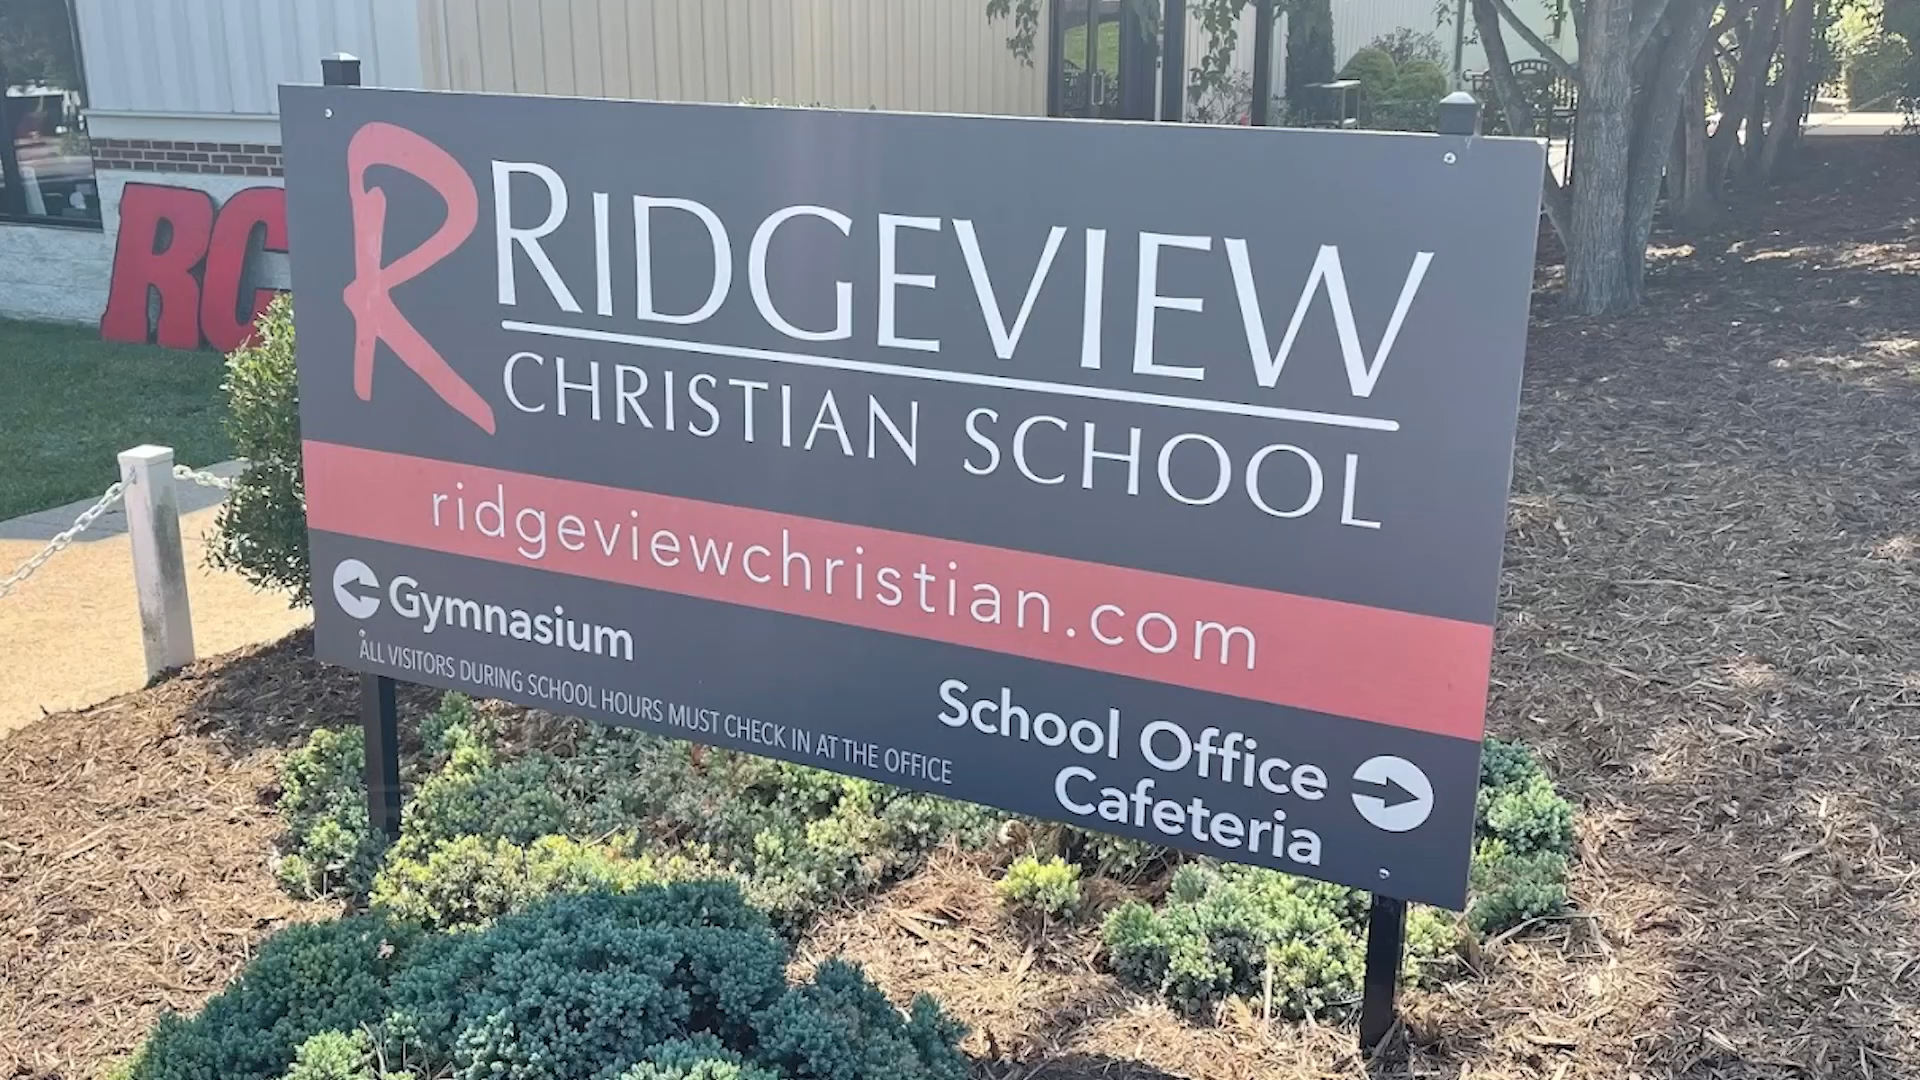 RC
R RIDGEVIEW
CHRISTIAN SCHOOL
ridgeviewchristian.com
Gymnasium
ALL VISITORS DURING SCHOOL HOURS MUST CHECK IN AT THE OFFICE
School Office
Cafeteria